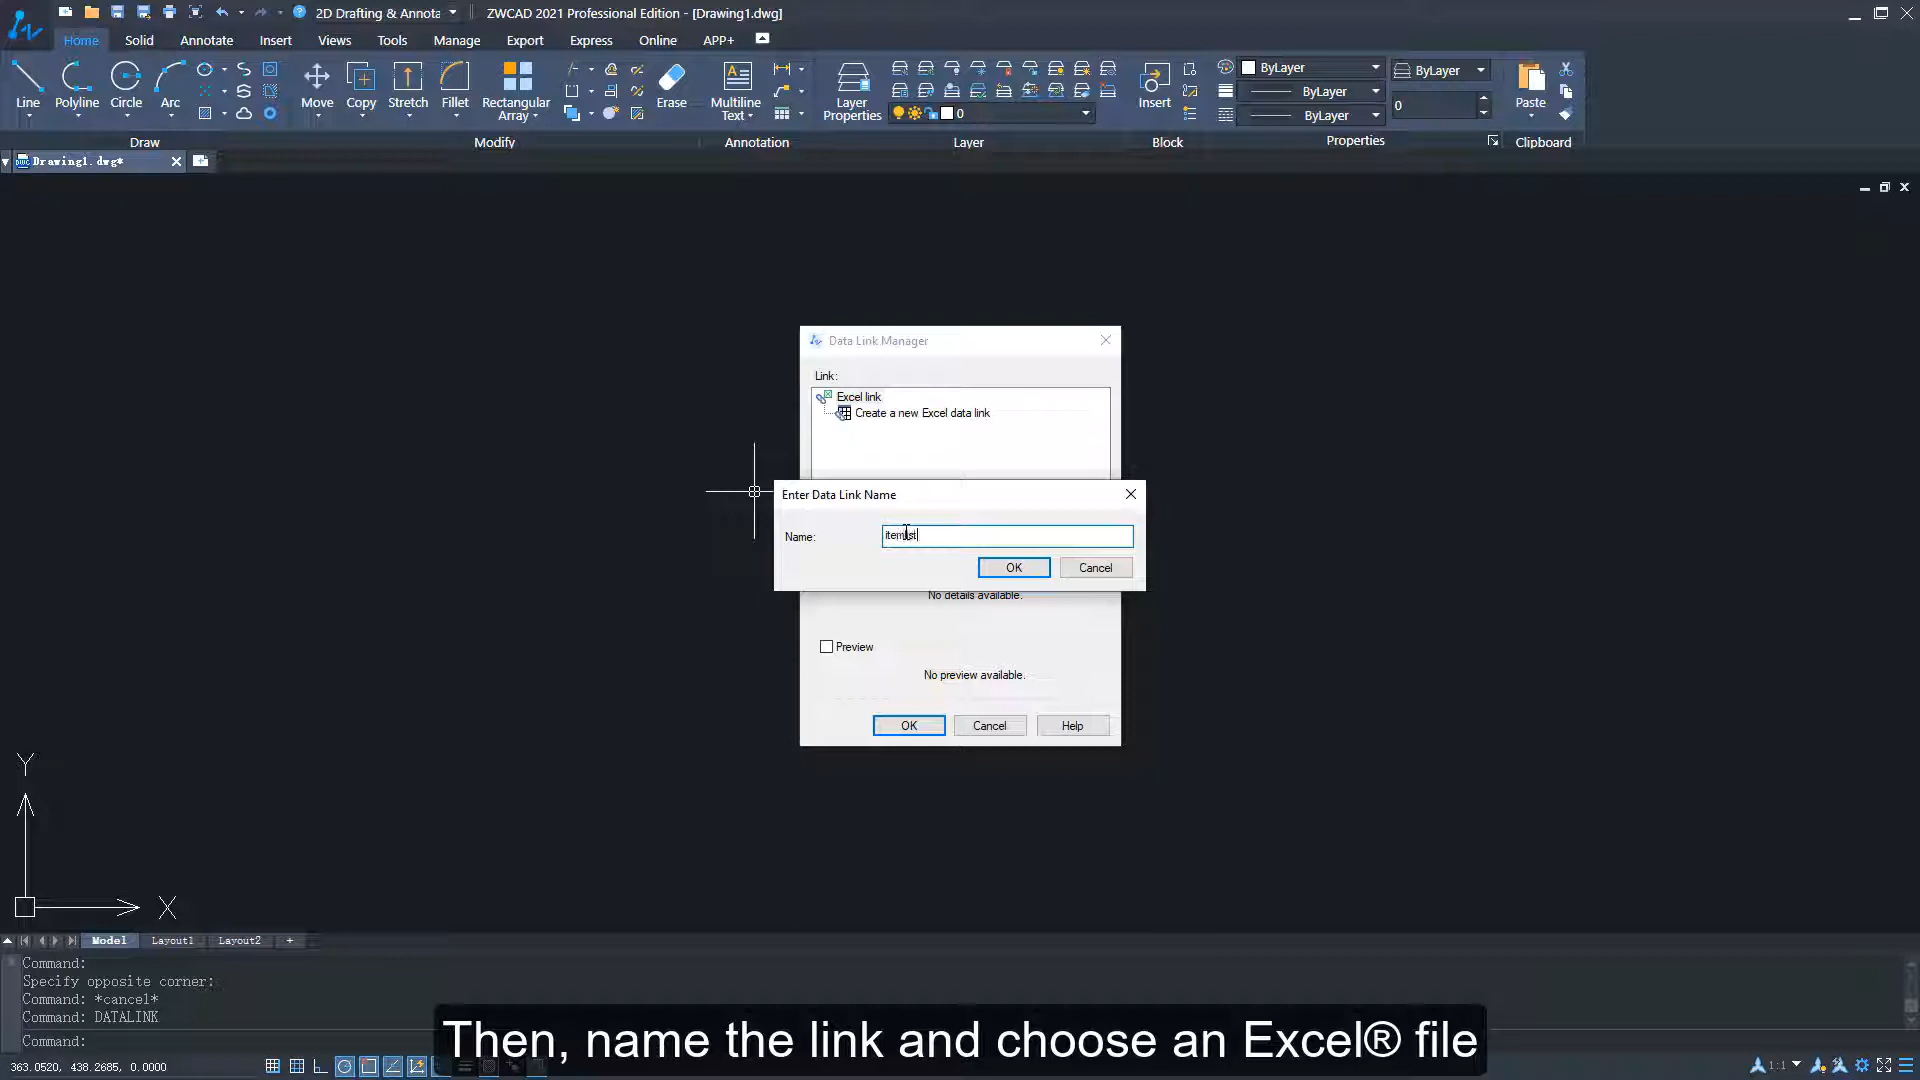 2D Drafting & Annota
ZWCAD 2021 Professional Edition - [Drawing1.dwg]
Home Solid Annotate Insert Views Tools Manage Export Express Online APP+
Line Polyline Circle Arc Move Copy Stretch Fillet Rectangular Array Erase Multiline Text Layer Properties Insert Paste
ByLayer ByLayer
ByLayer 0
0 ByLayer
Draw Modify Annotation Layer Block Properties Clipboard
Drawing1.dwg*
Data Link Manager
Link:
Excel link
Create a new Excel data link
Enter Data Link Name
Name:
OK Cancel
No details available.
Preview
No preview available.
OK Cancel Help
Y
X
Model Layout1 Layout2 +
Command:
Specify opposite corner:
Command: *cancel*
Command: DATALINK
Command:
Then, name the link and choose an Excel® file
363.0520, 438.2685, 0.0000
1:1